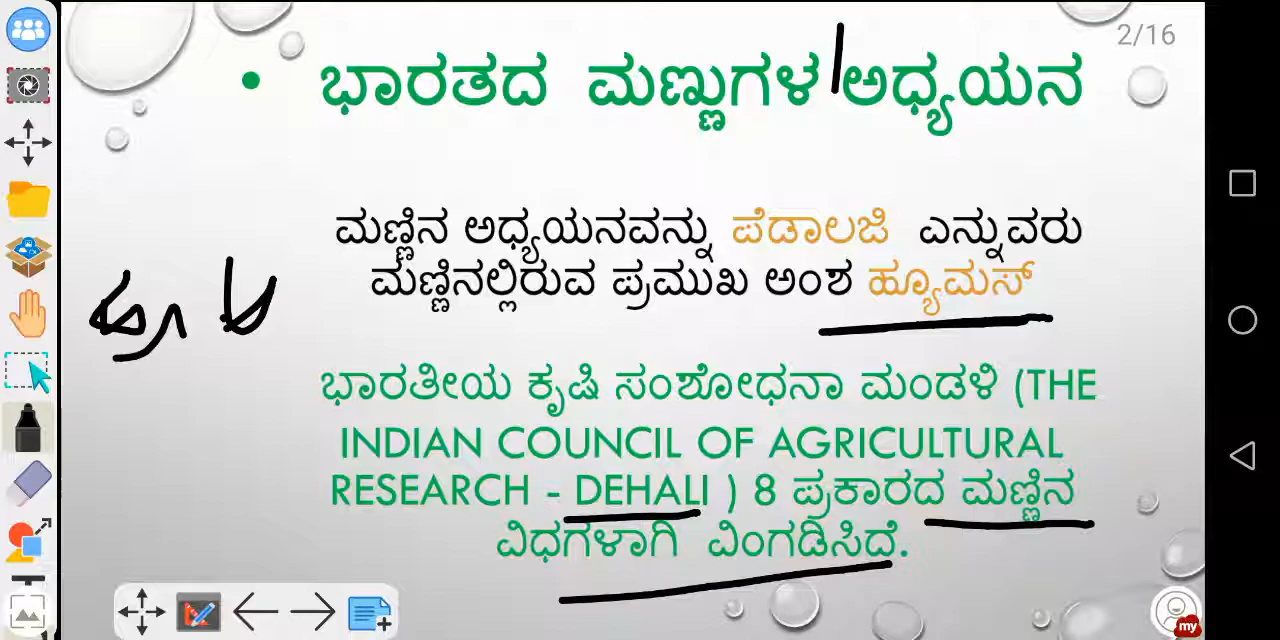 2/16
• ಭಾರತದ ಮಣ್ಣುಗಳ ಅಧ್ಯಯನ
ಮಣ್ಣಿನ ಅಧ್ಯಯನವನ್ನು ಪೆಡಾಲಜಿ ಎನ್ನುವರು
ಮಣ್ಣಿನಲ್ಲಿರುವ ಪ್ರಮುಖ ಅಂಶ ಹ್ಯೂಮಸ್
ಭಾರತೀಯ ಕೃಷಿ ಸಂಶೋಧನಾ ಮಂಡಳಿ (THE
INDIAN COUNCIL OF AGRICULTURAL
RESEARCH - DEHALI ) 8 ಪ್ರಕಾರದ ಮಣ್ಣಿನ
ವಿಧಗಳಾಗಿ ವಿಂಗಡಿಸಿದೆ.
my